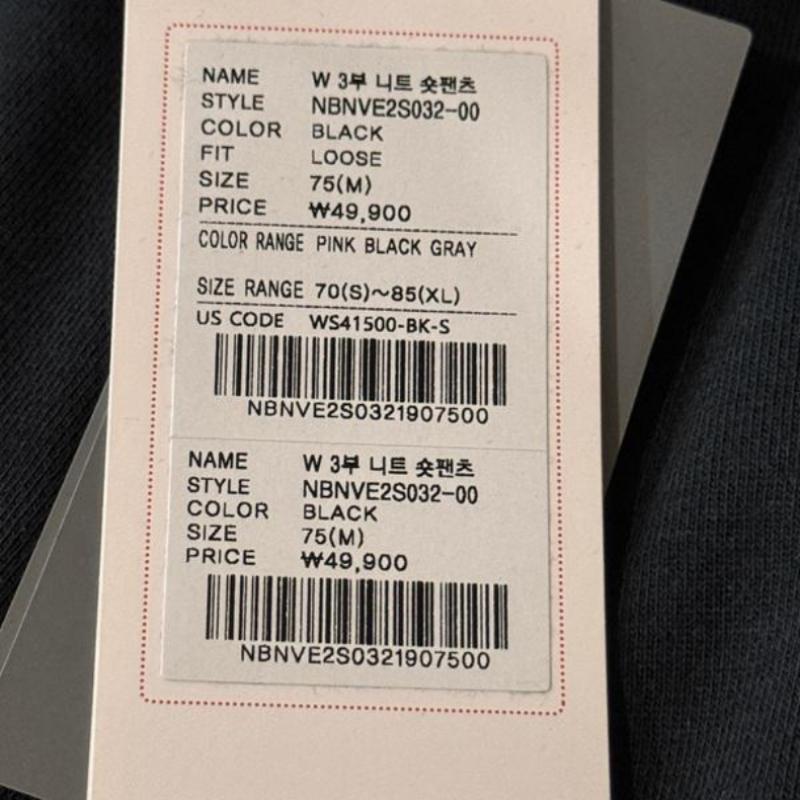 NAME W 3부 니트 숏팬츠
STYLE NBNVE2S032-00
COLOR BLACK
FIT LOOSE
SIZE 75(M)
PRICE ₩49,900
COLOR RANGE PINK BLACK GRAY
SIZE RANGE 70(S)~85(XL)
US CODE WS41500-BK-S
NBNVE2S0321907500
NAME W 3부 니트 숏팬츠
STYLE NBNVE2S032-00
COLOR BLACK
SIZE 75(M)
PRICE ₩49,900
NBNVE2S0321907500